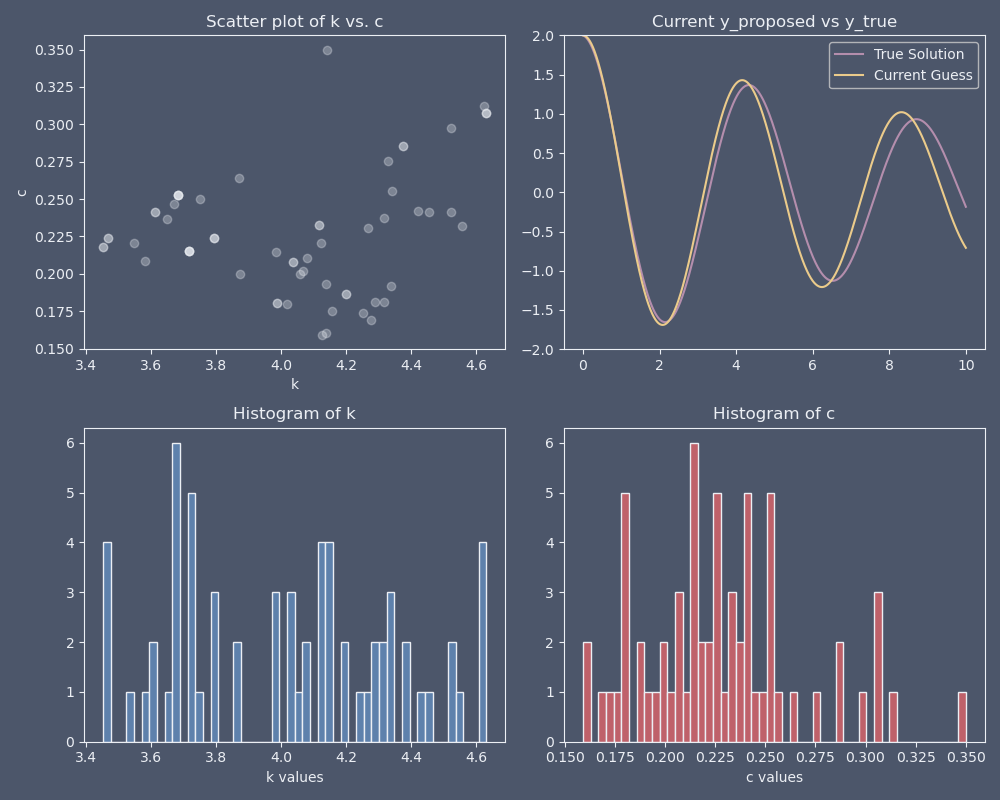 Scatter plot of k vs. c
0.350
0.325
0.300
0.275
0.250
0.225
0.200
0.175
0.150
c
3.4 3.6 3.8 4.0 4.2 4.4 4.6
k
Current y_proposed vs y_true
2.0
1.5
1.0
0.5
0.0
−0.5
−1.0
−1.5
−2.0
True Solution
Current Guess
0 2 4 6 8 10
Histogram of k
6
5
4
3
2
1
0
3.4 3.6 3.8 4.0 4.2 4.4 4.6
k values
Histogram of c
6
5
4
3
2
1
0
0.150 0.175 0.200 0.225 0.250 0.275 0.300 0.325 0.350
c values